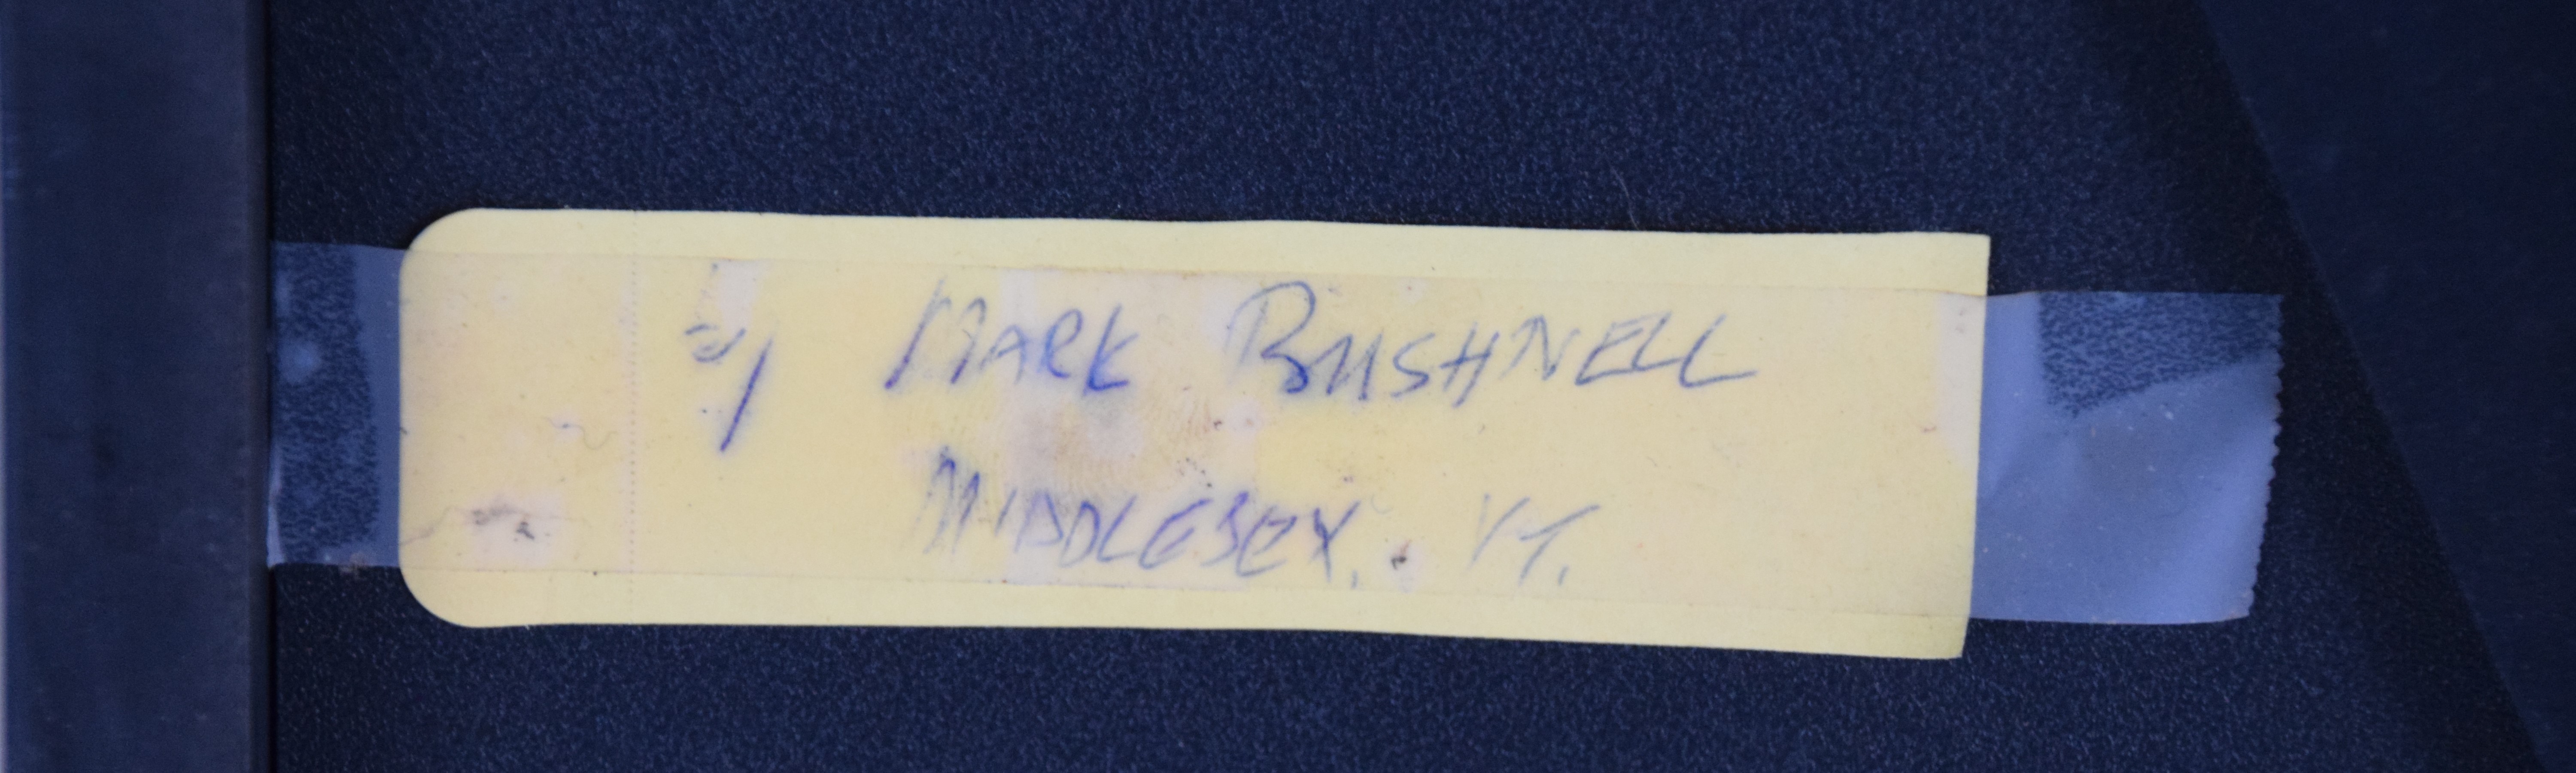 MARK BUSHNELL
MIDDLESEX, VT.